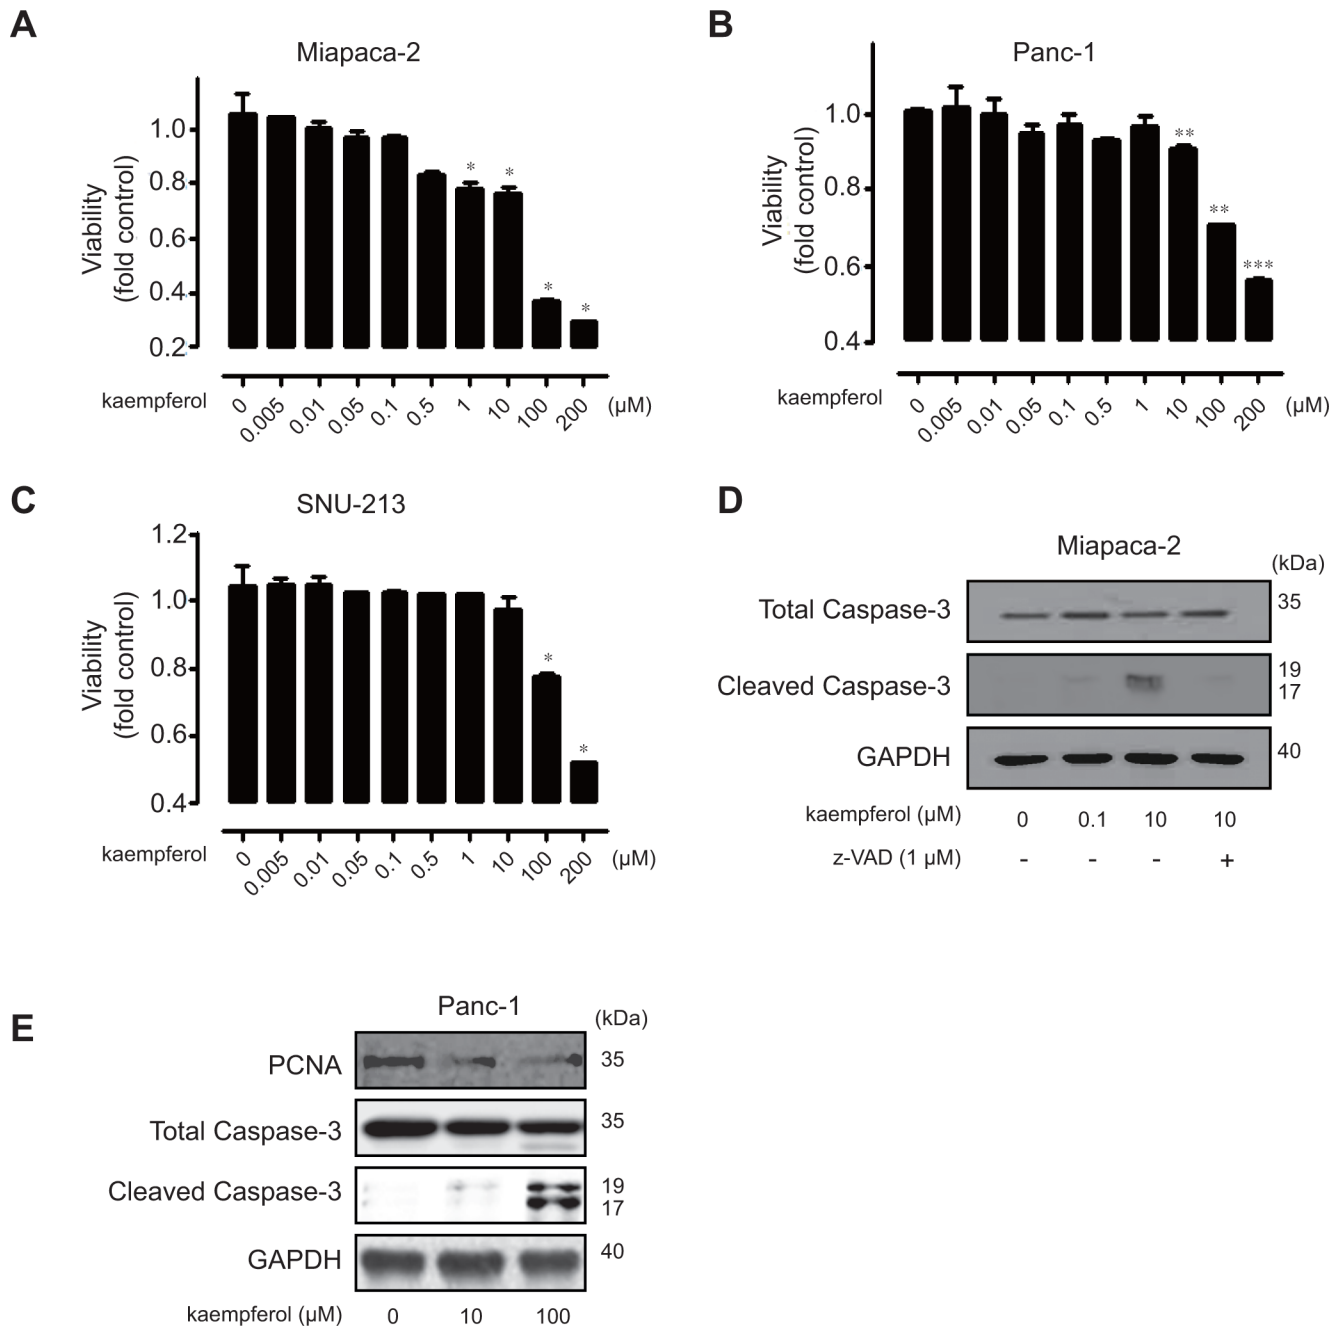 A
Miapaca-2
Viability
(fold control)
1.0
0.8
0.6
0.4
0.2
* * * *
kaempferol 0 0.005 0.01 0.05 0.1 0.5 1 10 100 200 (μM)
B
Panc-1
Viability
(fold control)
1.0
0.8
0.6
0.4
** ** ***
kaempferol 0 0.005 0.01 0.05 0.1 0.5 1 10 100 200 (μM)
C
SNU-213
Viability
(fold control)
1.2
1.0
0.8
0.6
0.4
* *
kaempferol 0 0.005 0.01 0.05 0.1 0.5 1 10 100 200 (μM)
D
Miapaca-2
(kDa)
Total Caspase-3 35
Cleaved Caspase-3 19
17
GAPDH 40
kaempferol (μM) 0 0.1 10 10
z-VAD (1 μM) - - - +
E
Panc-1
(kDa)
PCNA 35
Total Caspase-3 35
Cleaved Caspase-3 19
17
GAPDH 40
kaempferol (μM) 0 10 100